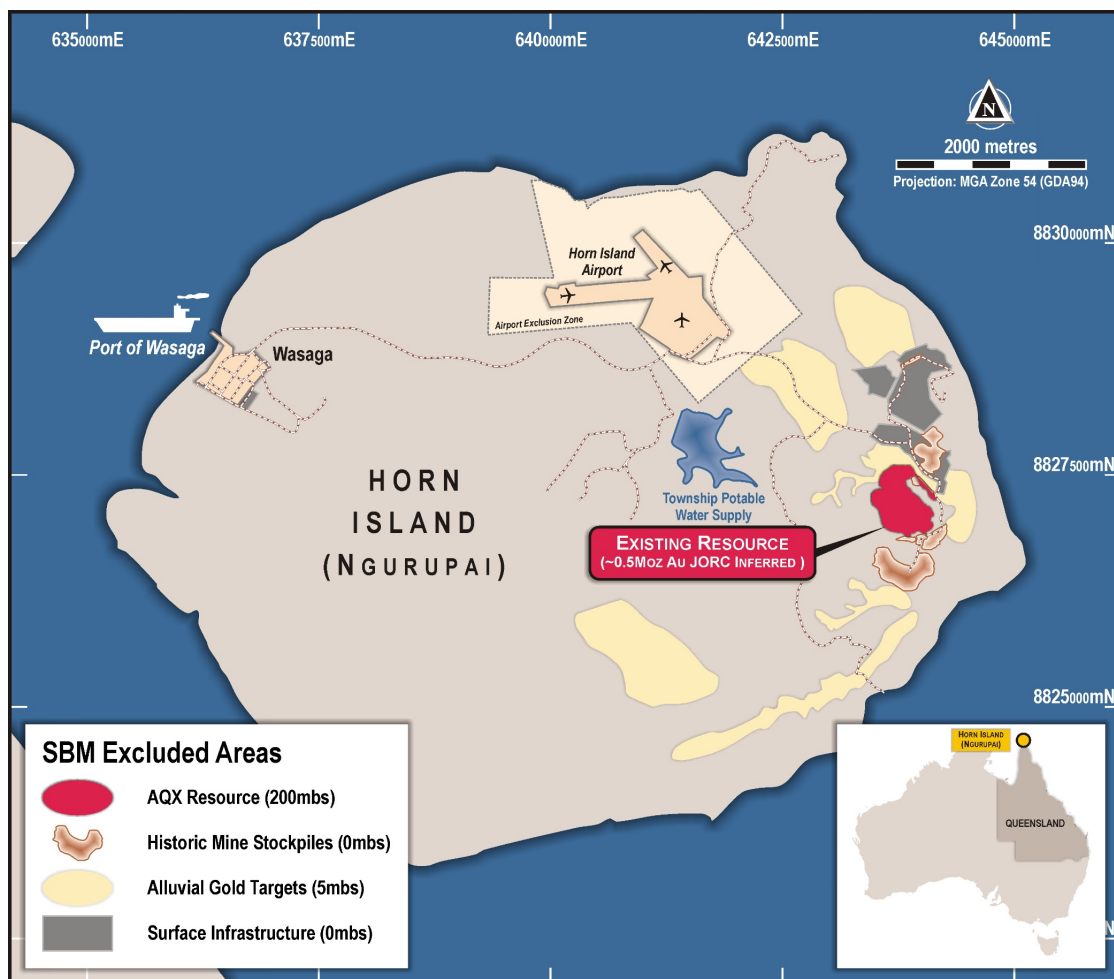 635000mE
637500mE
640000mE
642500mE
645000mE
N
2000 metres
Projection: MGA Zone 54 (GDA94)
8830000mN
Horn Island
Airport
Airport Exclusion Zone
Port of Wasaga
Wasaga
8827500mN
HORN
ISLAND
(NGURUPAI)
Township Potable
Water Supply
EXISTING RESOURCE
(~0.5MOZ AU JORC INFERRED )
8825000mN
SBM Excluded Areas
AQX Resource (200mbs)
Historic Mine Stockpiles (0mbs)
Alluvial Gold Targets (5mbs)
Surface Infrastructure (0mbs)
HORN ISLAND
(NGURUPAI)
QUEENSLAND
N